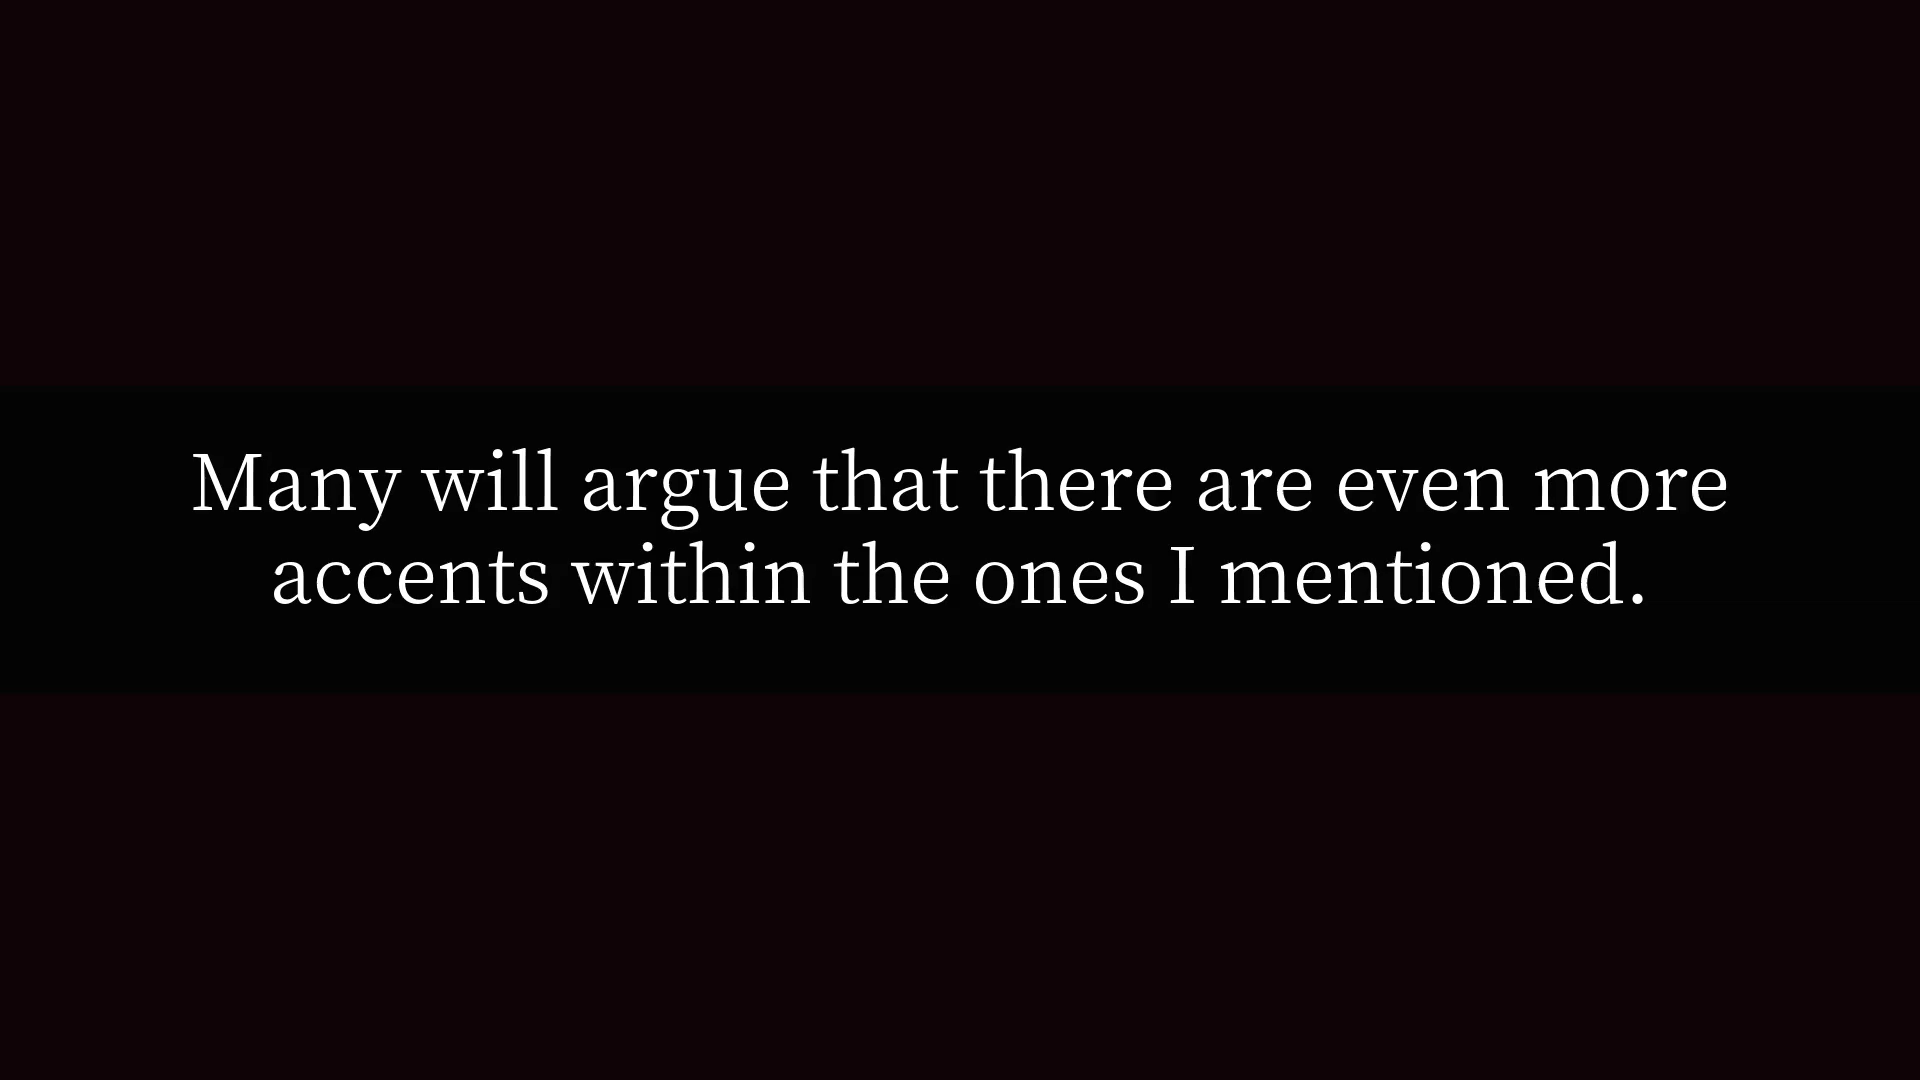 Many will argue that there are even more
accents within the ones I mentioned.